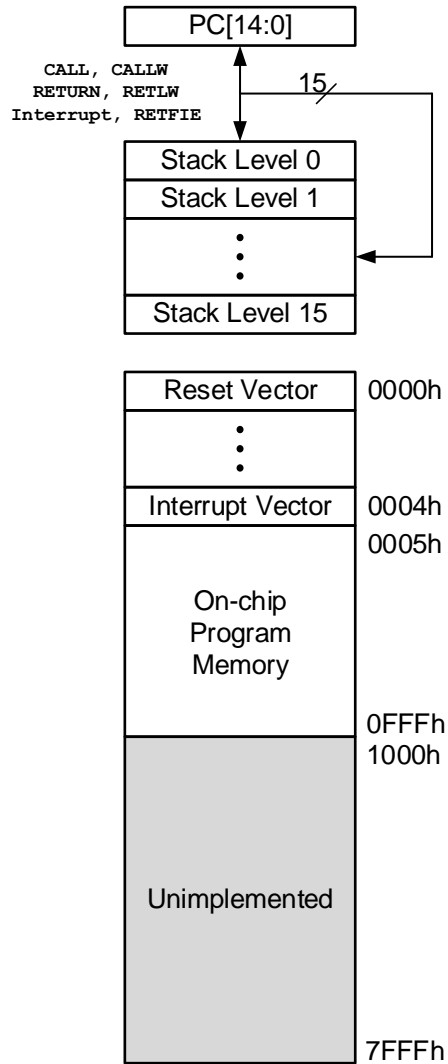 PC[14:0]
CALL, CALLW
RETURN, RETLW
Interrupt, RETFIE
15
Stack Level 0
Stack Level 1
Stack Level 15
Reset Vector
0000h
Interrupt Vector
0004h
0005h
On-chip
Program
Memory
0FFFh
1000h
Unimplemented
7FFFh